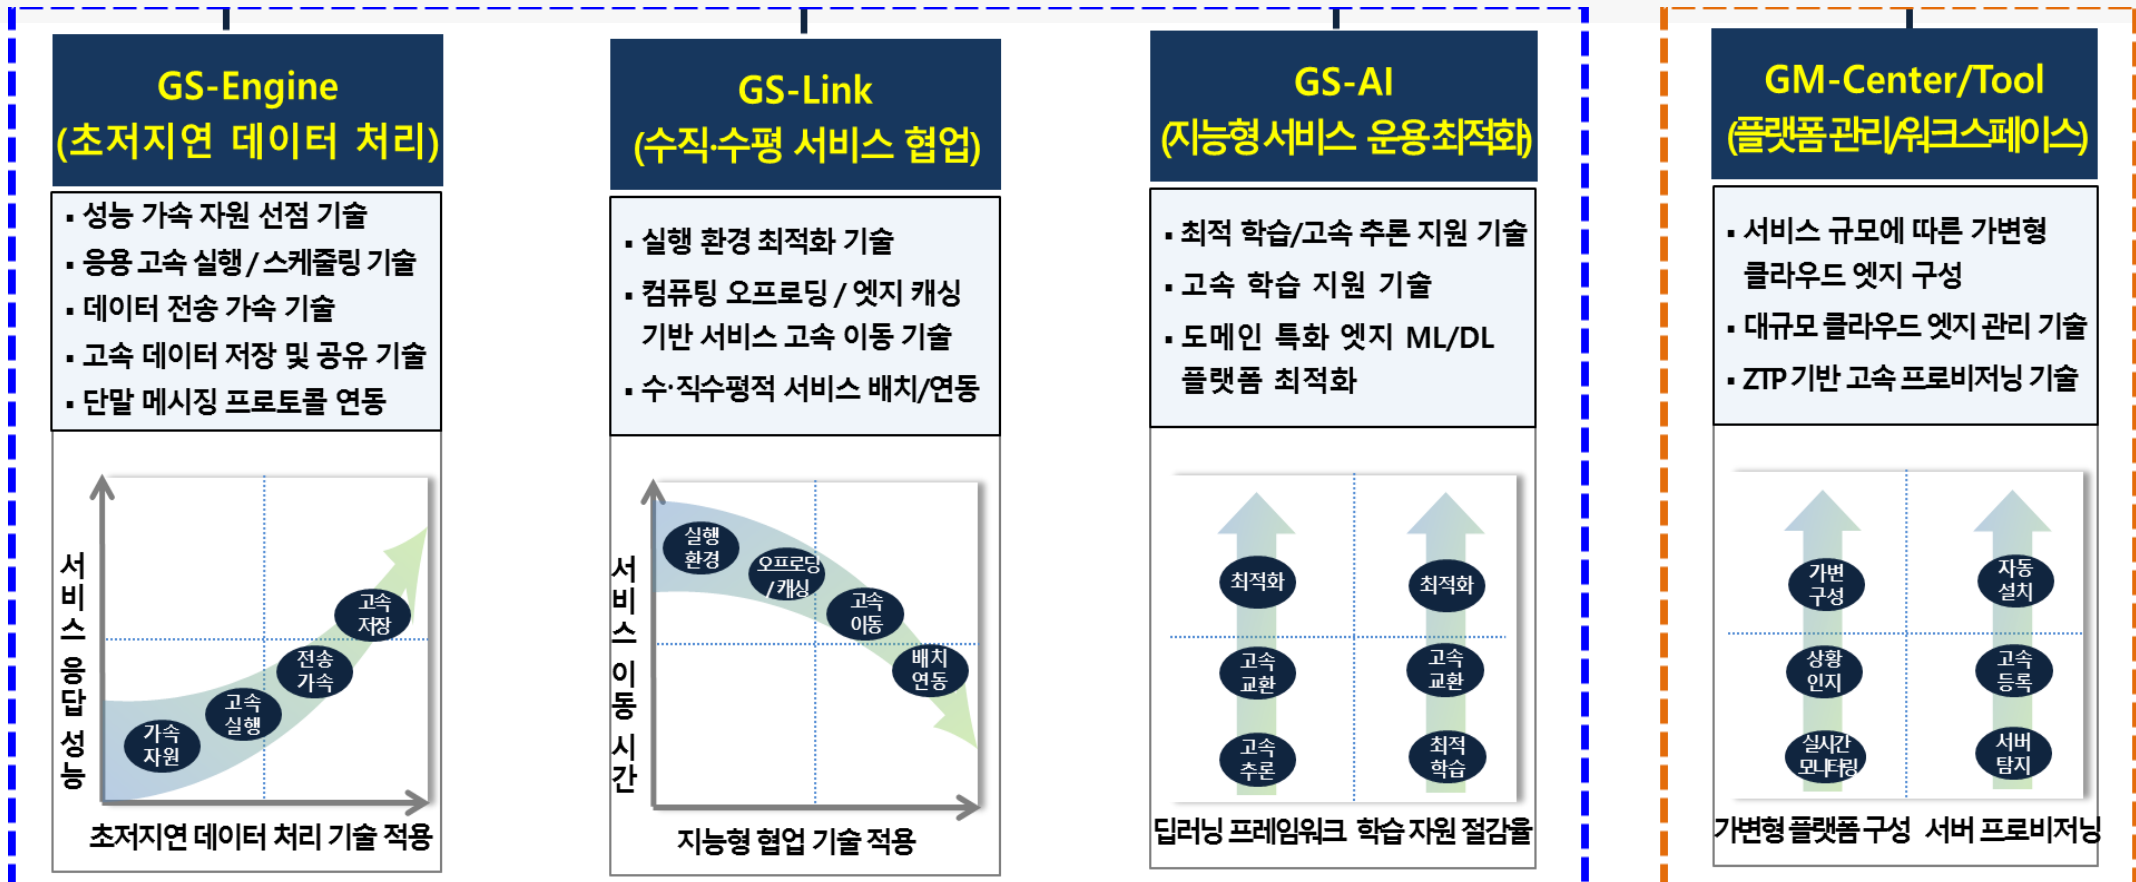 GS-Engine
(초저지연 데이터 처리)
▪ 성능 가속 자원 선점 기술
▪ 응용 고속 실행 / 스케줄링 기술
▪ 데이터 전송 가속 기술
▪ 고속 데이터 저장 및 공유 기술
▪ 단말 메시징 프로토콜 연동
서비스 응답 성능
가속
자원
고속
실행
전송
가속
고속
저장
초저지연 데이터 처리 기술 적용
GS-Link
(수직·수평 서비스 협업)
▪ 실행 환경 최적화 기술
▪ 컴퓨팅 오프로딩 / 엣지 캐싱
기반 서비스 고속 이동 기술
▪ 수·직수평적 서비스 배치/연동
서비스 이동 시간
실행
환경
오프로딩
/ 캐싱
고속
이동
배치
연동
지능형 협업 기술 적용
GS-AI
(지능형 서비스 운용 최적화)
▪ 최적 학습/고속 추론 지원 기술
▪ 고속 학습 지원 기술
▪ 도메인 특화 엣지 ML/DL
플랫폼 최적화
최적화
고속
교환
고속
추론
최적화
고속
교환
최적
학습
딥러닝 프레임워크 학습 자원 절감율
GM-Center/Tool
(플랫폼 관리/워크스페이스)
▪ 서비스 규모에 따른 가변형
클라우드 엣지 구성
▪ 대규모 클라우드 엣지 관리 기술
▪ ZTP 기반 고속 프로비저닝 기술
가변
구성
상황
인지
실시간
모니터링
자동
설치
고속
등록
서버
탐지
가변형 플랫폼 구성 서버 프로비저닝